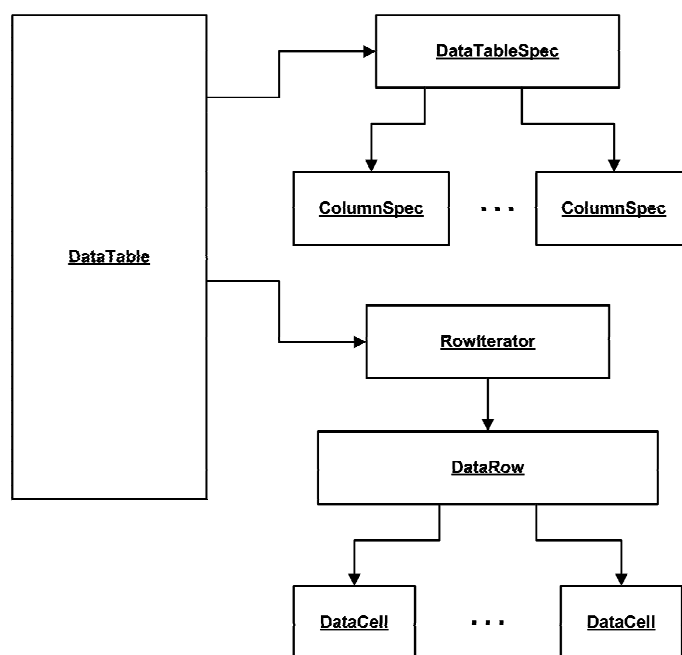 DataTableSpec
ColumnSpec
...
ColumnSpec
DataTable
RowIterator
DataRow
DataCell
...
DataCell